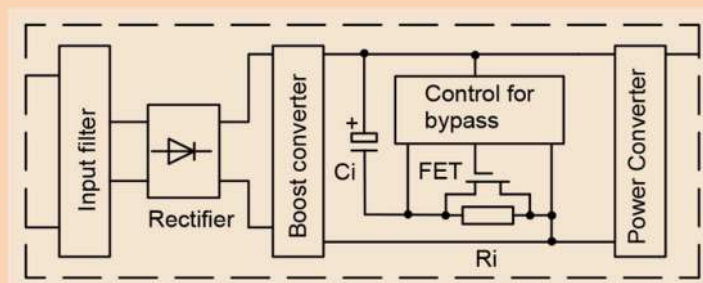 Input filter
Rectifier
Boost converter
+
Ci
Control for
bypass
FET
Ri
Power Converter